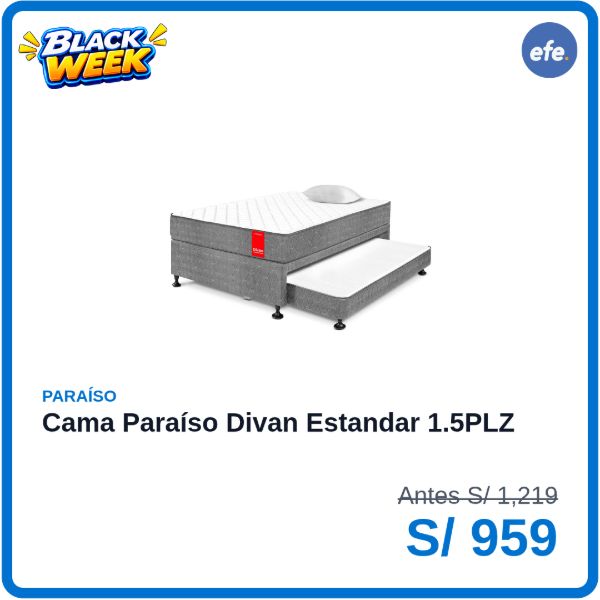 BLACK
WEEK
efe.
PARAÍSO
Cama Paraíso Divan Estandar 1.5PLZ
Antes S/ 1,219
S/ 959